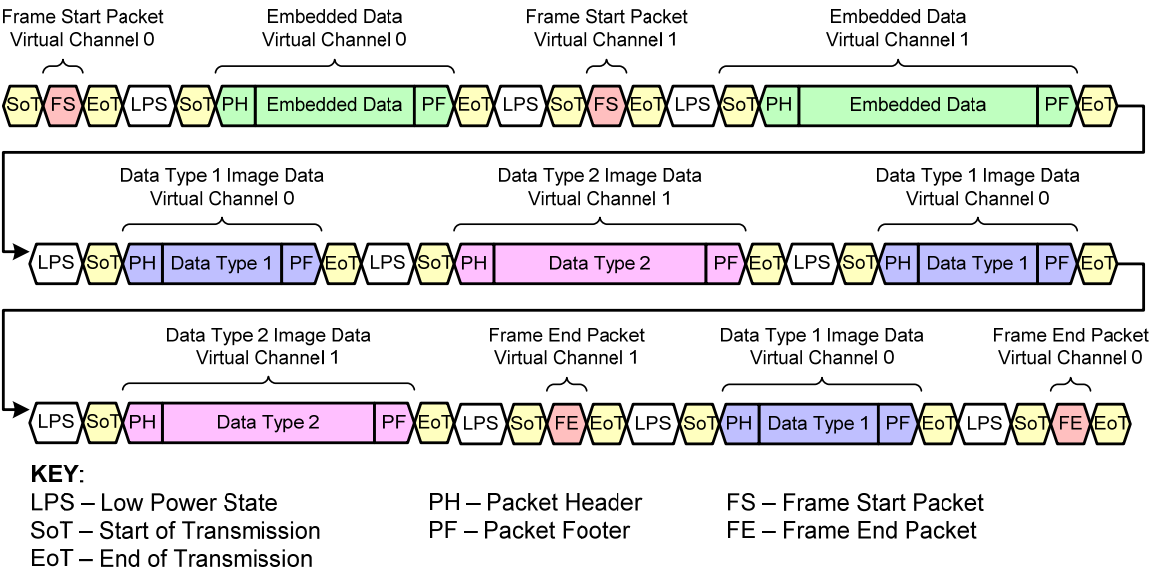 Frame Start Packet
Virtual Channel 0
Embedded Data
Virtual Channel 0
Frame Start Packet
Virtual Channel 1
Embedded Data
Virtual Channel 1
SoT FS EoT LPS SoT PH Embedded Data PF EoT LPS SoT FS EoT LPS SoT PH Embedded Data PF EoT
Data Type 1 Image Data
Virtual Channel 0
Data Type 2 Image Data
Virtual Channel 1
Data Type 1 Image Data
Virtual Channel 0
LPS SoT PH Data Type 1 PF EoT LPS SoT PH Data Type 2 PF EoT LPS SoT PH Data Type 1 PF EoT
Data Type 2 Image Data
Virtual Channel 1
Frame End Packet
Virtual Channel 1
Data Type 1 Image Data
Virtual Channel 0
Frame End Packet
Virtual Channel 0
LPS SoT PH Data Type 2 PF EoT LPS SoT FE EoT LPS SoT PH Data Type 1 PF EoT LPS SoT FE EoT
KEY:
LPS – Low Power State
SoT – Start of Transmission
EoT – End of Transmission
PH – Packet Header
PF – Packet Footer
FS – Frame Start Packet
FE – Frame End Packet